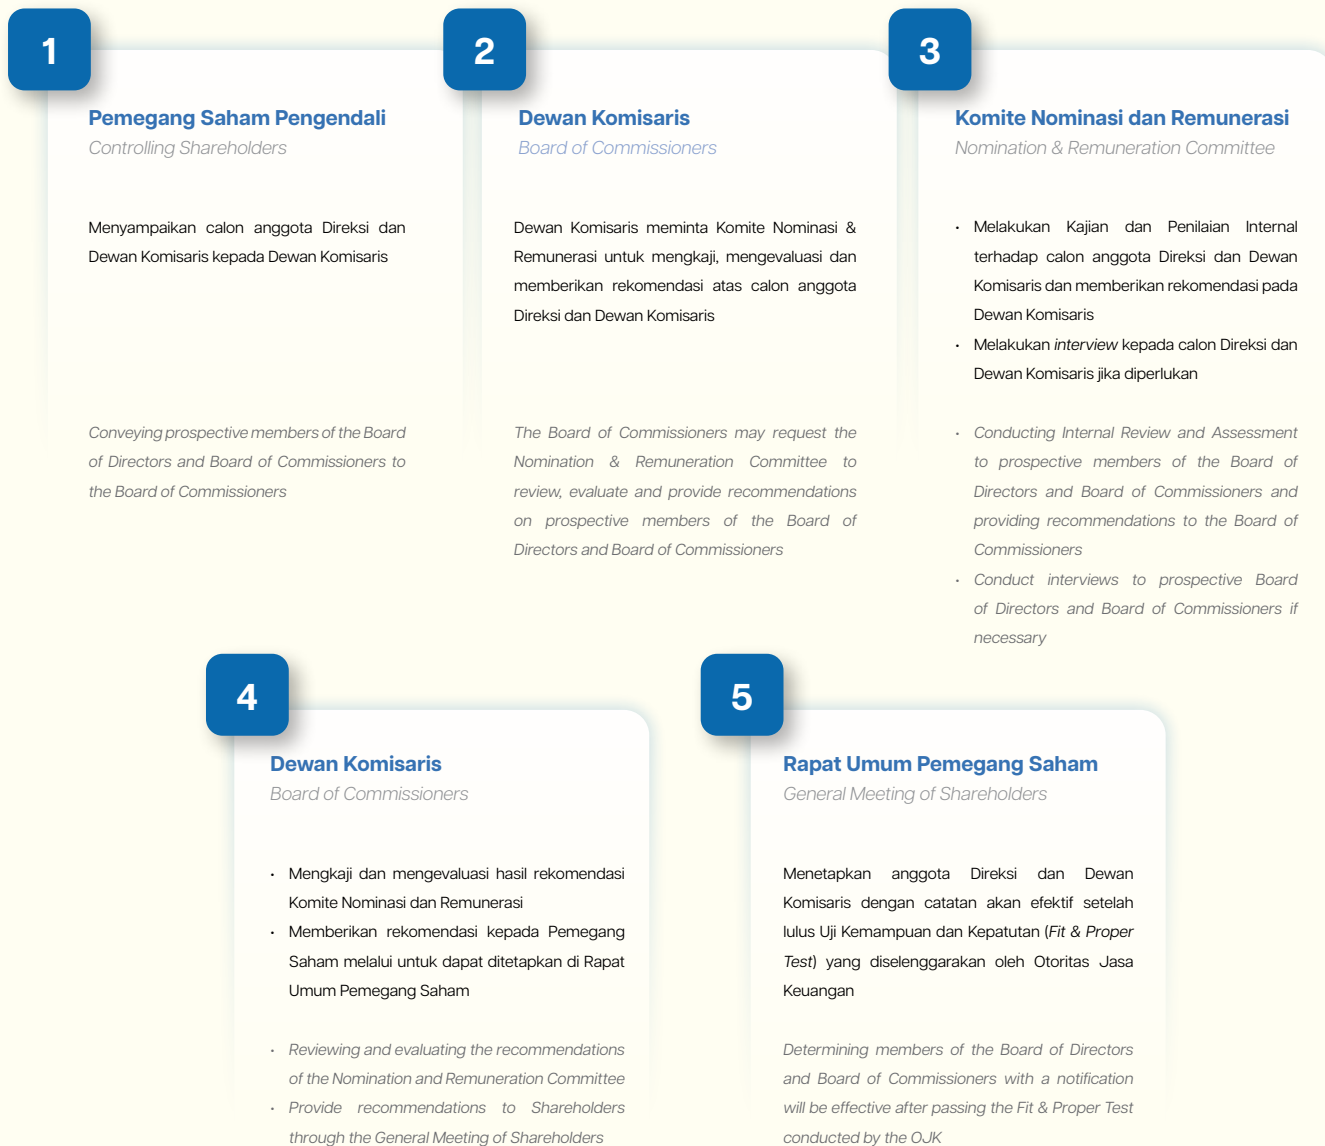 1
Pemegang Saham Pengendali
Controlling Shareholders
Menyampaikan calon anggota Direksi dan
Dewan Komisaris kepada Dewan Komisaris
Conveying prospective members of the Board
of Directors and Board of Commissioners to
the Board of Commissioners
2
Dewan Komisaris
Board of Commissioners
Dewan Komisaris meminta Komite Nominasi &
Remunerasi untuk mengkaji, mengevaluasi dan
memberikan rekomendasi atas calon anggota
Direksi dan Dewan Komisaris
The Board of Commissioners may request the
Nomination & Remuneration Committee to
review, evaluate and provide recommendations
on prospective members of the Board of
Directors and Board of Commissioners
3
Komite Nominasi dan Remunerasi
Nomination & Remuneration Committee
• Melakukan Kajian dan Penilaian Internal
terhadap calon anggota Direksi dan Dewan
Komisaris dan memberikan rekomendasi pada
Dewan Komisaris
• Melakukan interview kepada calon Direksi dan
Dewan Komisaris jika diperlukan
• Conducting Internal Review and Assessment
to prospective members of the Board of
Directors and Board of Commissioners and
providing recommendations to the Board of
Commissioners
• Conduct interviews to prospective Board
of Directors and Board of Commissioners if
necessary
4
Dewan Komisaris
Board of Commissioners
• Mengkaji dan mengevaluasi hasil rekomendasi
Komite Nominasi dan Remunerasi
• Memberikan rekomendasi kepada Pemegang
Saham melalui untuk dapat ditetapkan di Rapat
Umum Pemegang Saham
• Reviewing and evaluating the recommendations
of the Nomination and Remuneration Committee
• Provide recommendations to Shareholders
through the General Meeting of Shareholders
5
Rapat Umum Pemegang Saham
General Meeting of Shareholders
Menetapkan anggota Direksi dan Dewan
Komisaris dengan catatan akan efektif setelah
lulus Uji Kemampuan dan Kepatutan (Fit & Proper
Test) yang diselenggarakan oleh Otoritas Jasa
Keuangan
Determining members of the Board of Directors
and Board of Commissioners with a notification
will be effective after passing the Fit & Proper Test
conducted by the OJK